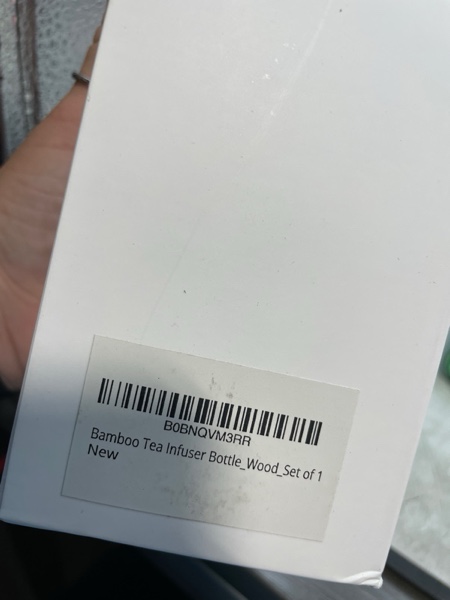 B0BNQVM3RR
Bamboo Tea Infuser Bottle_Wood_Set of 1
New